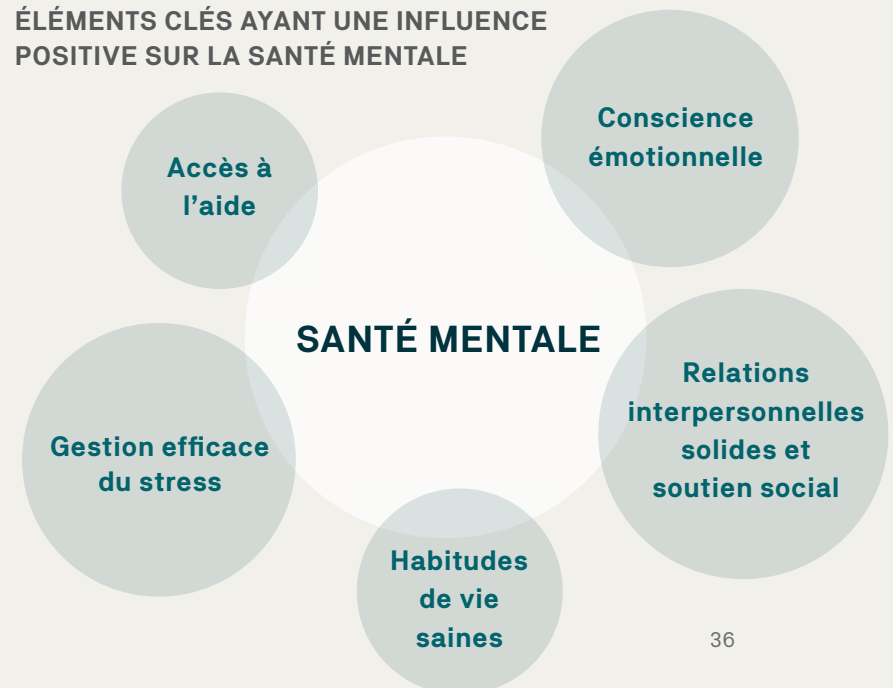 ÉLÉMENTS CLÉS AYANT UNE INFLUENCE
POSITIVE SUR LA SANTÉ MENTALE
Conscience
émotionnelle
Accès à
l’aide
SANTÉ MENTALE
Relations
interpersonnelles
solides et
soutien social
Gestion efficace
du stress
Habitudes
de vie
saines
36